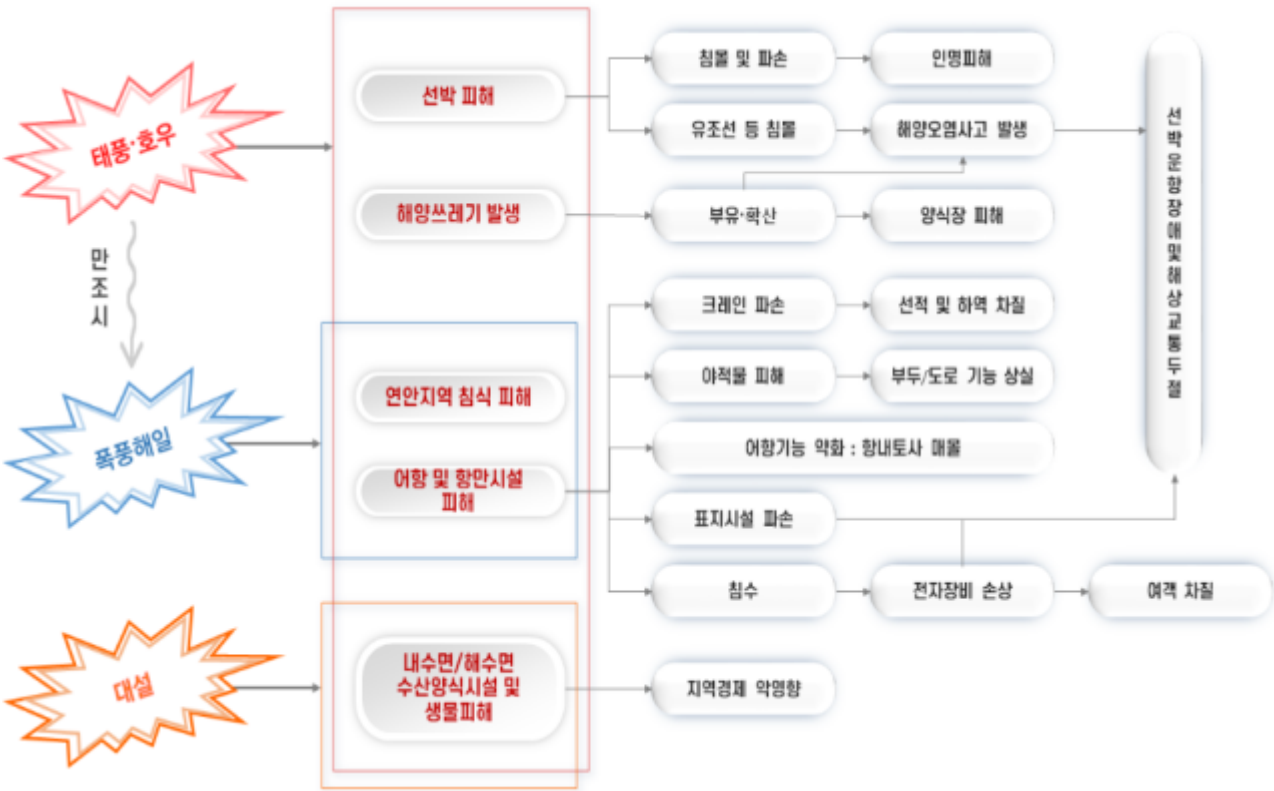 태풍·호우
만조시
폭풍해일
대설
선박 피해
해양쓰레기 발생
연안지역 침식 피해
어항 및 항만시설
피해
내수면/해수면
수산양식시설 및
생물피해
침몰 및 파손
인명피해
유조선 등 침몰
해양오염사고 발생
부유·확산
양식장 피해
크레인 파손
선적 및 하역 차질
야적물 피해
부두/도로 기능 상실
어항기능 약화 : 항내토사 매몰
표지시설 파손
침수
전자장비 손상
여객 차질
지역경제 악영향
선박운항장애및해상교통두절